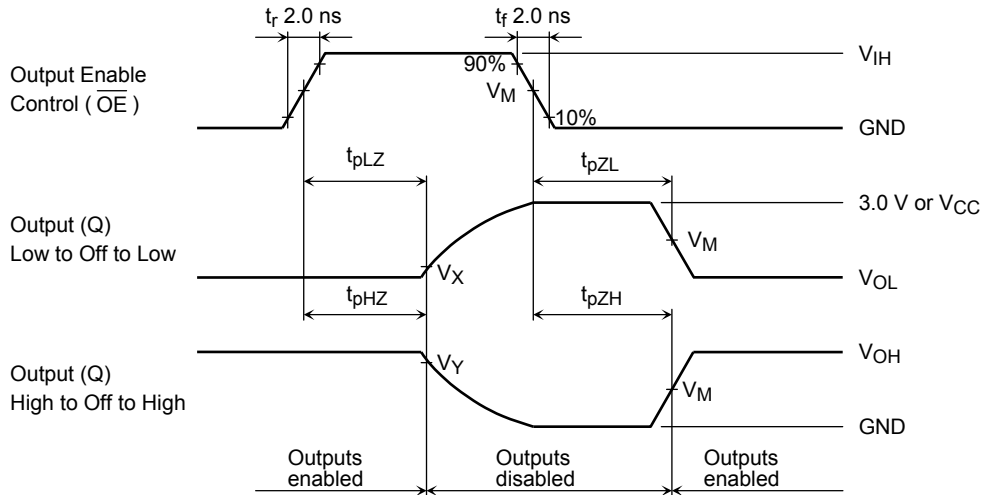 tr 2.0 ns
tf 2.0 ns
Output Enable
Control ( OE )
90%
VM
10%
VIH
GND
tpLZ
tpZL
Output (Q)
Low to Off to Low
VX
VM
3.0 V or VCC
VOL
tpHZ
tpZH
Output (Q)
High to Off to High
VY
VM
VOH
GND
Outputs
enabled
Outputs
disabled
Outputs
enabled